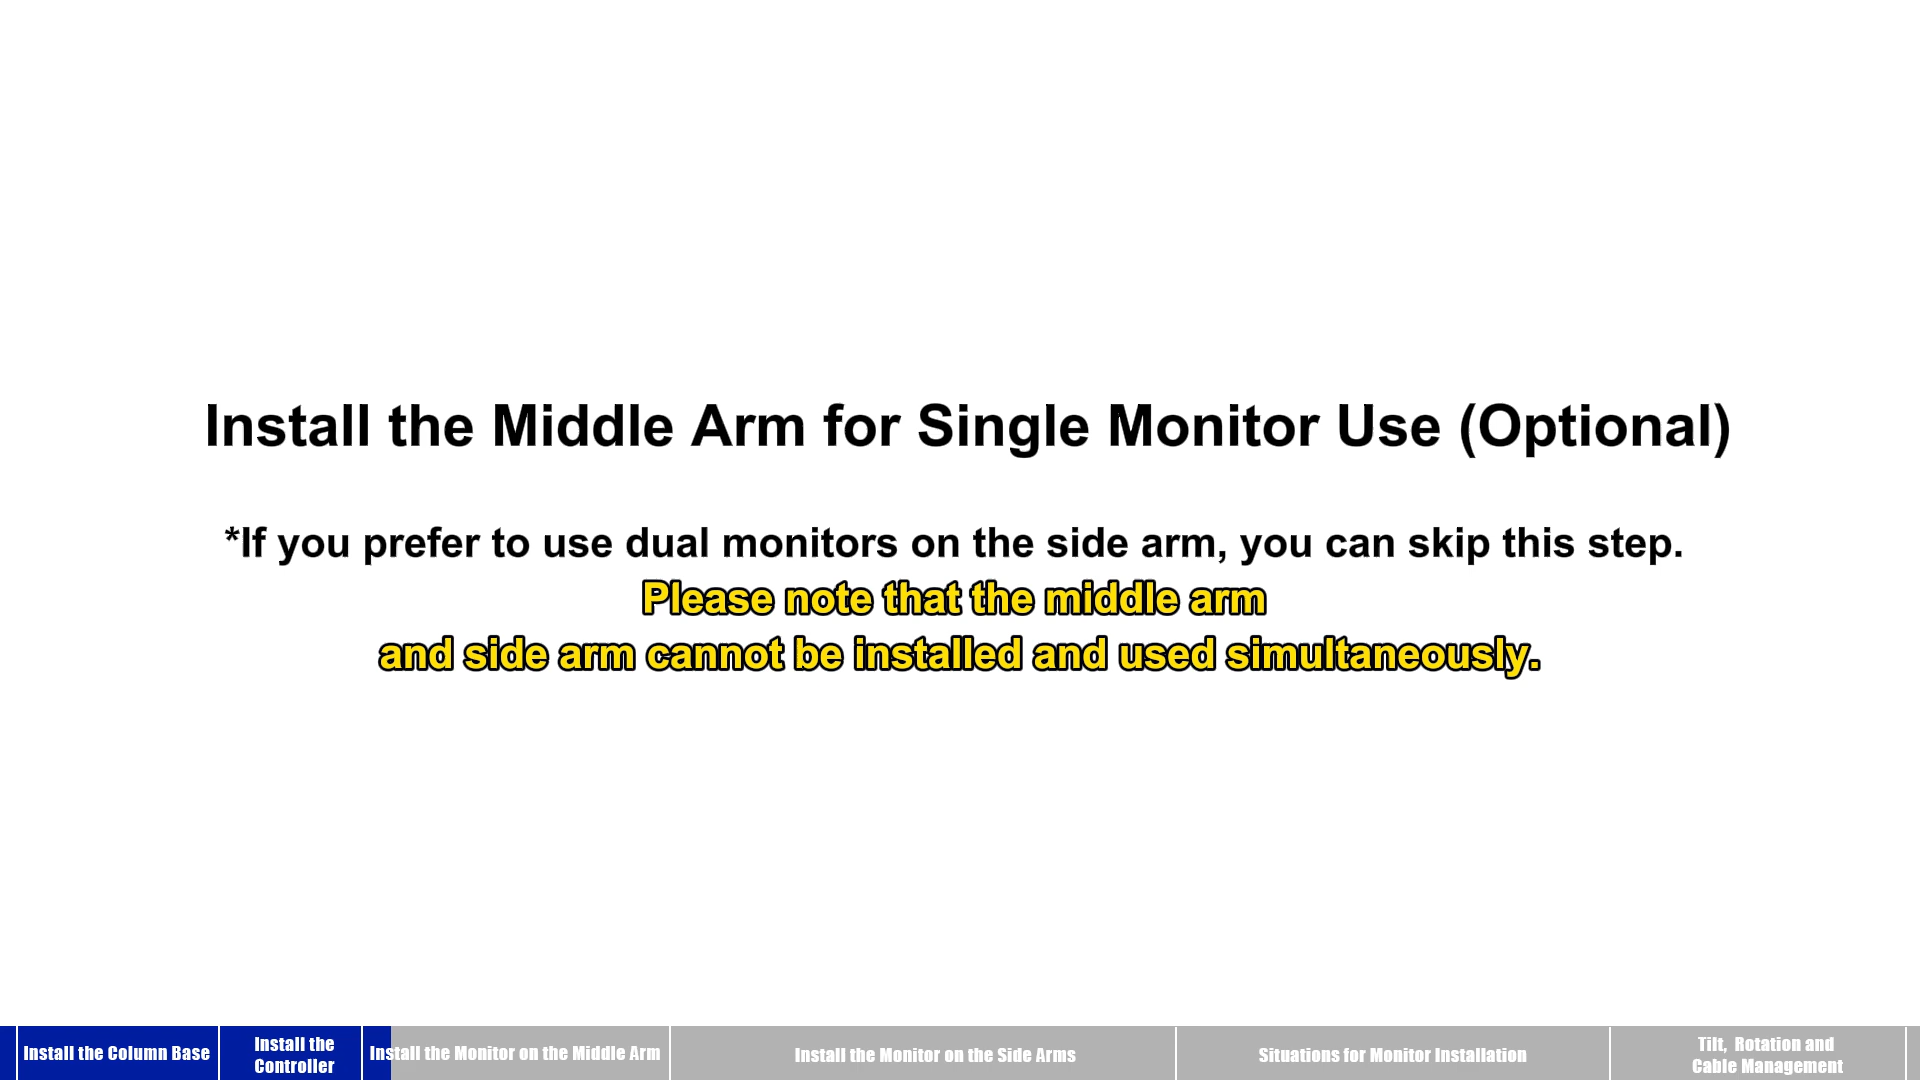 Install the Middle Arm for Single Monitor Use (Optional)
*If you prefer to use dual monitors on the side arm, you can skip this step.
Please note that the middle arm
and side arm cannot be installed and used simultaneously.
Install the Column Base
Install the
Controller
Install the Monitor on the Middle Arm
Install the Monitor on the Side Arms
Situations for Monitor Installation
Tilt, Rotation and
Cable Management